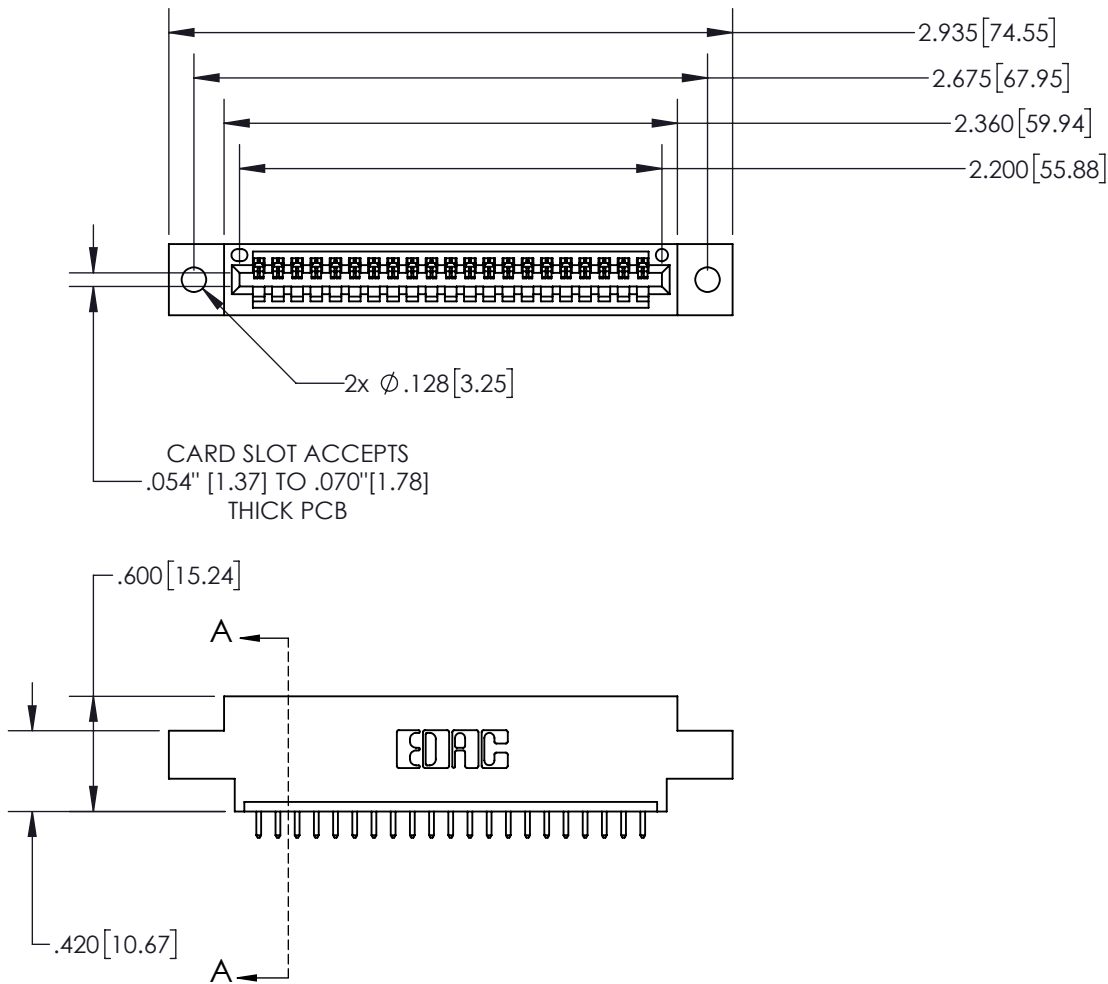 2.935[74.55]
2.675[67.95]
2.360[59.94]
2.200[55.88]
2x Ø.128[3.25]
CARD SLOT ACCEPTS
.054" [1.37] TO .070"[1.78]
THICK PCB
.600[15.24]
A
EDAC
.420[10.67]
A